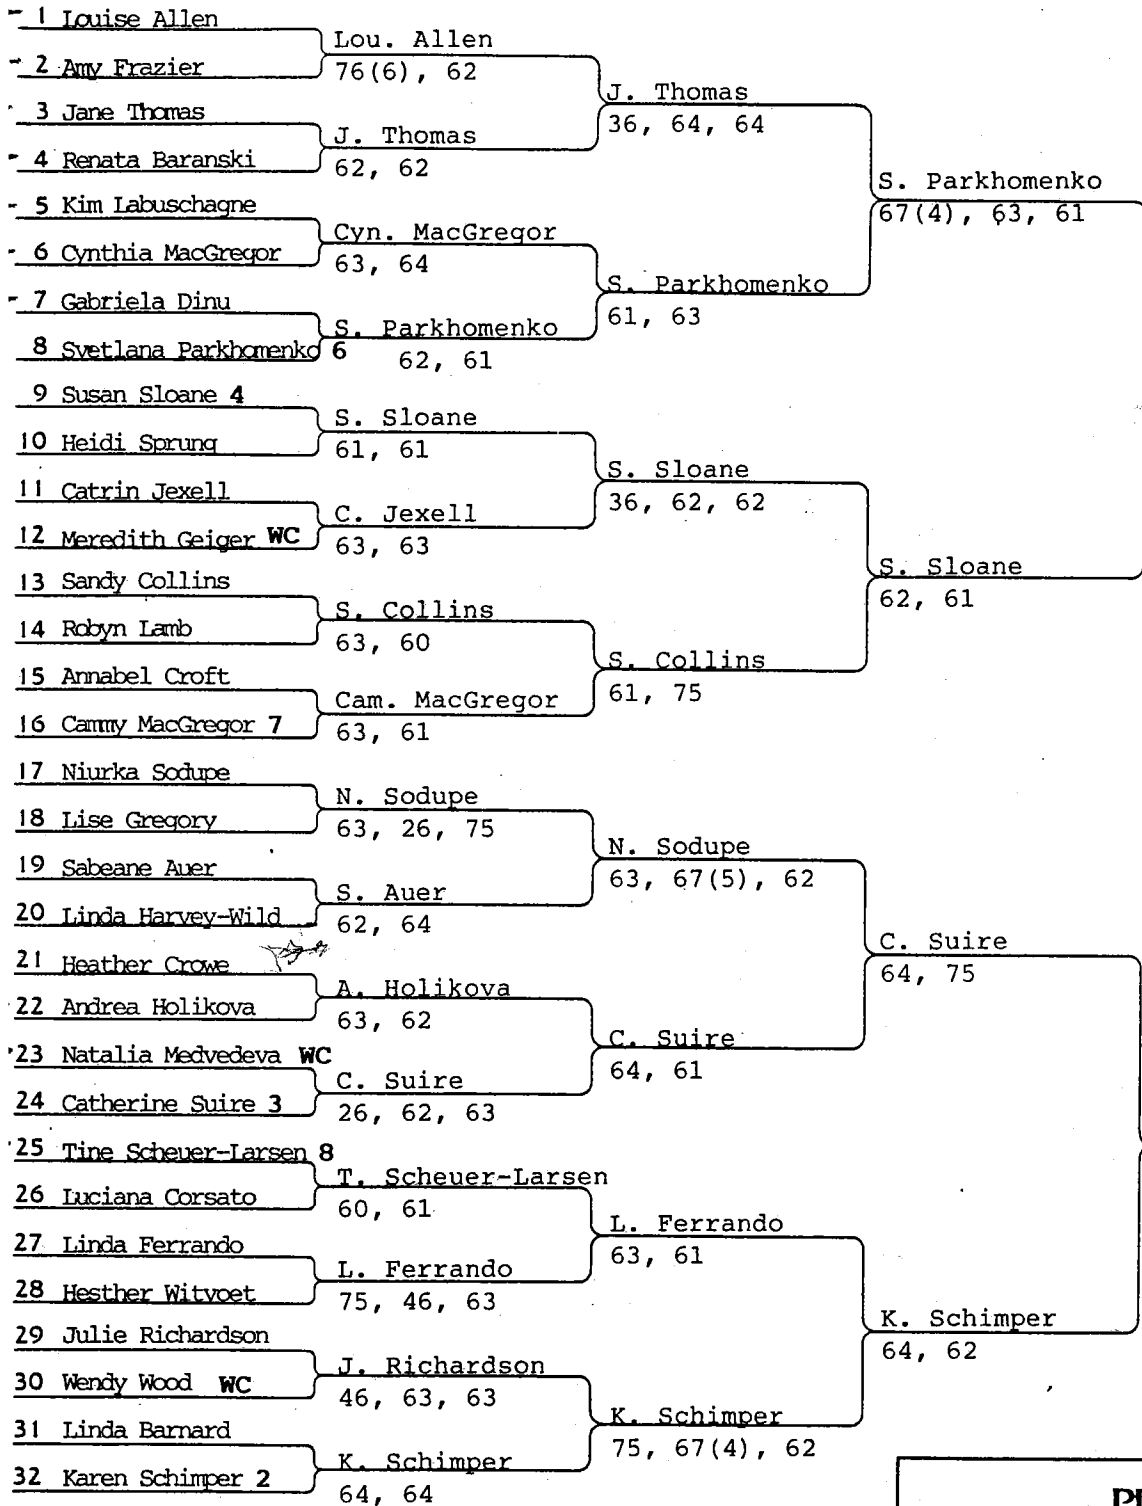 1 Louise Allen
2 Amy Frazier
3 Jane Thomas
4 Renata Baranski
5 Kim Labuschagne
6 Cynthia MacGregor
7 Gabriela Dinu
8 Svetlana Parkhomenko 6
9 Susan Sloane 4
10 Heidi Sprung
11 Catrin Jexell
12 Meredith Geiger WC
13 Sandy Collins
14 Robyn Lamb
15 Annabel Croft
16 Cammy MacGregor 7
17 Niurka Sodupe
18 Lise Gregory
19 Sabeane Auer
20 Linda Harvey-Wild
21 Heather Crowe
22 Andrea Holikova
23 Natalia Medvedeva WC
24 Catherine Suire 3
25 Tine Scheuer-Larsen 8
26 Luciana Corsato
27 Linda Ferrando
28 Hesther Witvoet
29 Julie Richardson
30 Wendy Wood WC
31 Linda Barnard
32 Karen Schimper 2
Lou. Allen
76(6), 62
J. Thomas
62, 62
Cyn. MacGregor
63, 64
S. Parkhomenko
62, 61
S. Sloane
61, 61
C. Jexell
63, 63
S. Collins
63, 60
Cam. MacGregor
63, 61
N. Sodupe
63, 26, 75
S. Auer
62, 64
A. Holikova
63, 62
C. Suire
26, 62, 63
T. Scheuer-Larsen
60, 61
L. Ferrando
75, 46, 63
J. Richardson
46, 63, 63
K. Schimper
64, 64
J. Thomas
36, 64, 64
S. Parkhomenko
61, 63
S. Sloane
36, 62, 62
S. Collins
61, 75
N. Sodupe
63, 67(5), 62
C. Suire
64, 61
L. Ferrando
63, 61
K. Schimper
75, 67(4), 62
S. Parkhomenko
67(4), 63, 61
S. Sloane
62, 61
C. Suire
64, 75
K. Schimper
64, 62